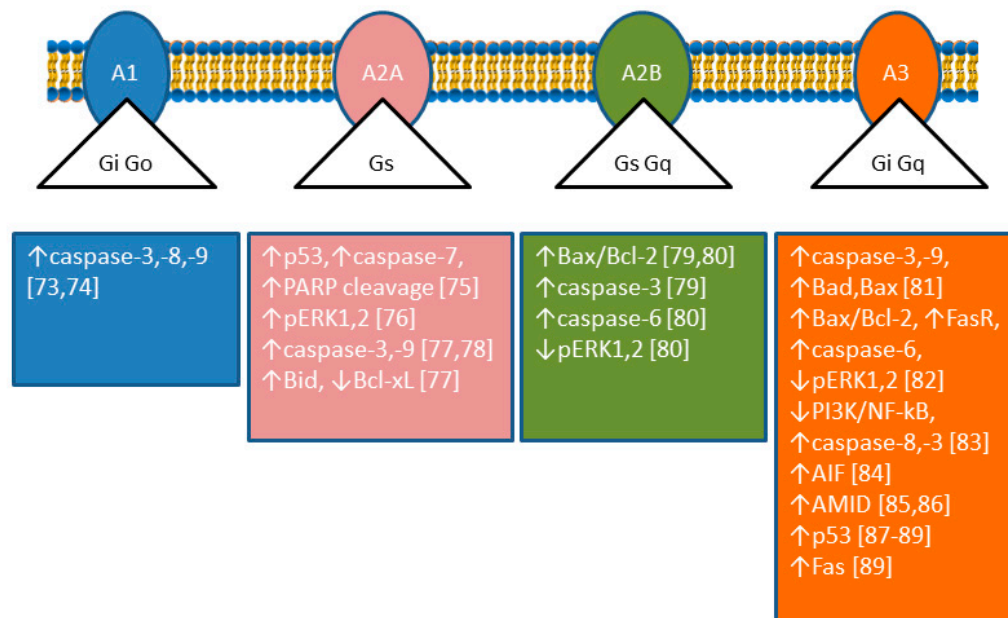 A1
A2A
A2B
A3
Gi Go
Gs
Gs Gq
Gi Gq
↑caspase-3,-8,-9
[73,74]
↑p53, ↑caspase-7,
↑PARP cleavage [75]
↑pERK1,2 [76]
↑caspase-3,-9 [77,78]
↑Bid, ↓Bcl-xL [77]
↑Bax/Bcl-2 [79,80]
↑caspase-3 [79]
↑caspase-6 [80]
↓pERK1,2 [80]
↑caspase-3,-9,
↑Bad,Bax [81]
↑Bax/Bcl-2, ↑FasR,
↑caspase-6,
↓pERK1,2 [82]
↓PI3K/NF-kB,
↑caspase-8,-3 [83]
↑AIF [84]
↑AMID [85,86]
↑p53 [87-89]
↑Fas [89]